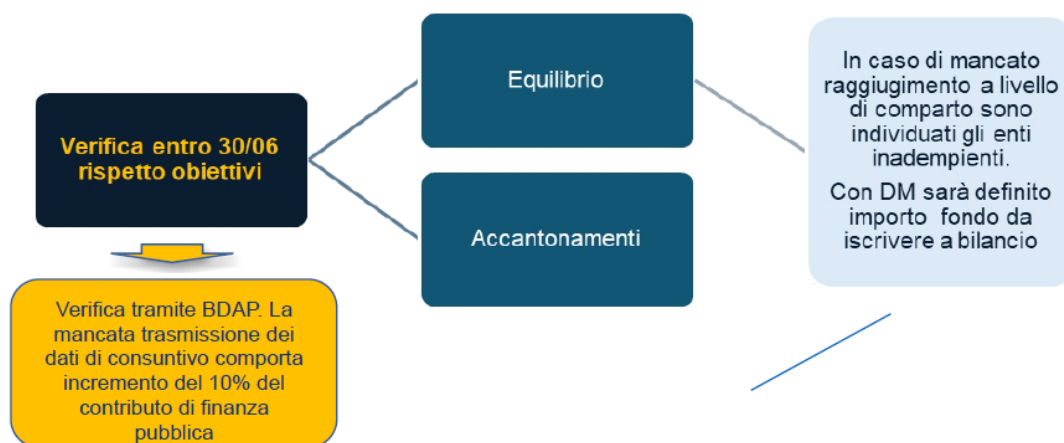 Verifica entro 30/06
rispetto obiettivi
Verifica tramite BDAP. La
mancata trasmissione dei
dati di consuntivo comporta
incremento del 10% del
contributo di finanza
pubblica
Equilibrio
Accantonamenti
In caso di mancato
raggiugimento a livello
di comparto sono
individuati gli enti
inadempienti.
Con DM sarà definito
importo fondo da
iscrivere a bilancio